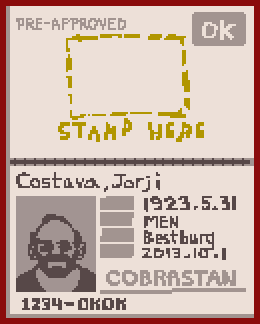 PRE-APPROVED
OK
STAMP HERE
Costava, Jorji
1923.5.31
MEN
Bestburg
2013.10.1
COBRASTAN
1234-OKOK